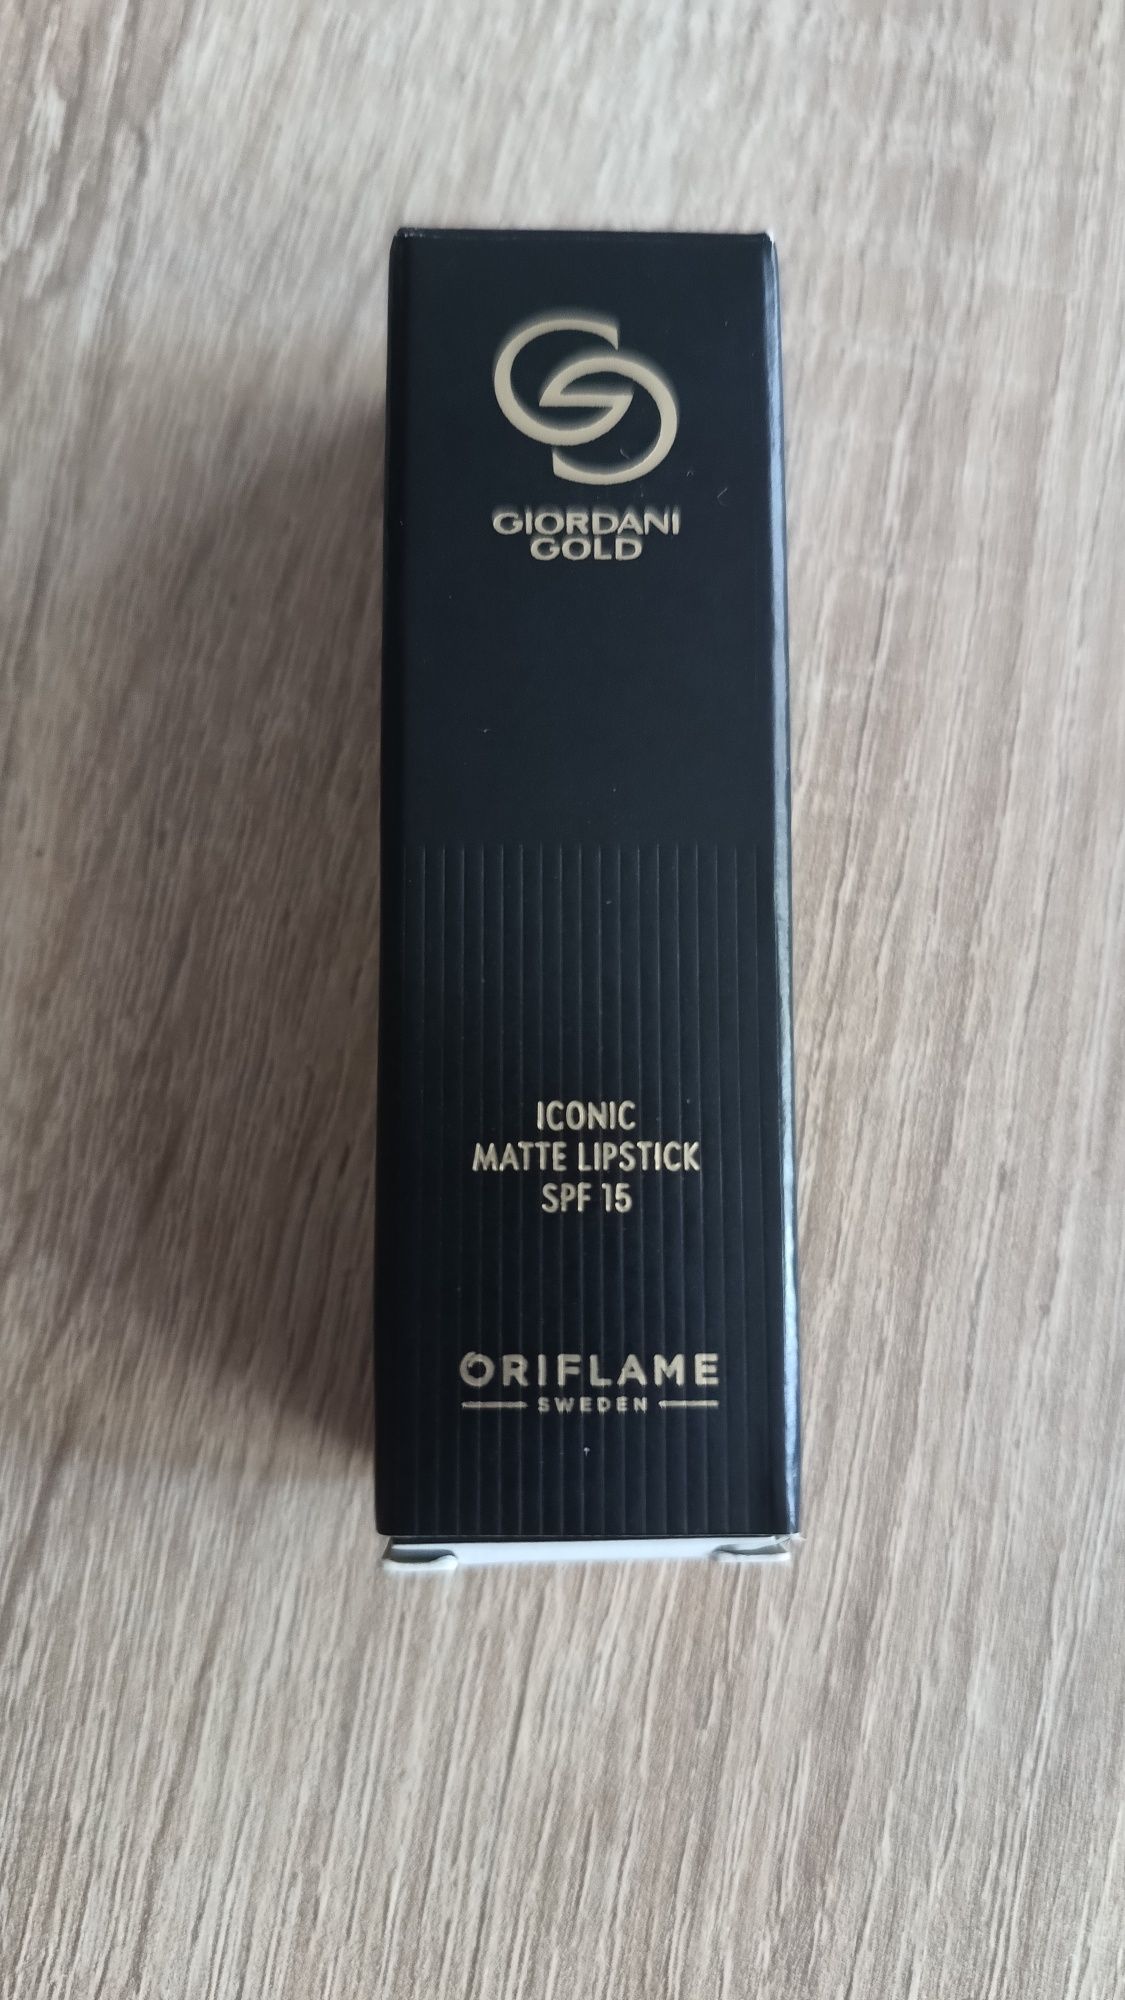 GIORDANI
GOLD
ICONIC
MATTE LIPSTICK
SPF 15
ORIFLAME
SWEDEN